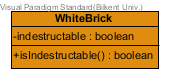 Visual Paradigm Standard(Bilkent Univ.)
WhiteBrick
-indestructable : boolean
+isIndestructable() : boolean